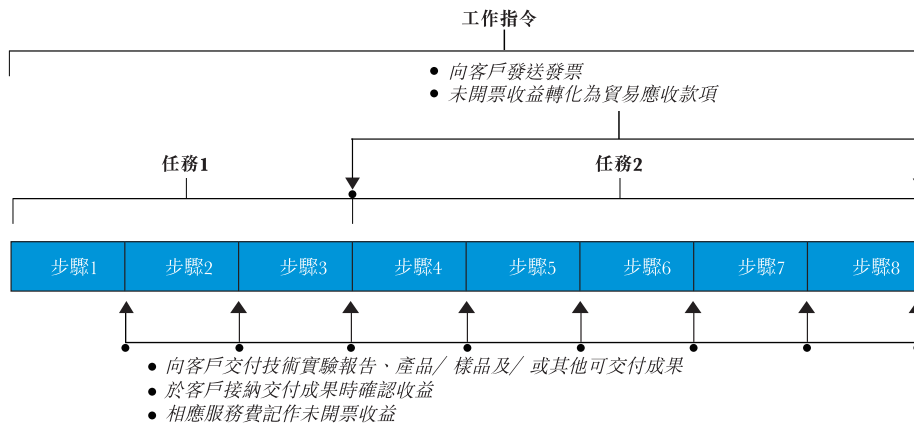 工作指令
● 向客戶發送發票
● 未開票收益轉化為貿易應收款項
任務1 任務2
步驟1 步驟2 步驟3 步驟4 步驟5 步驟6 步驟7 步驟8
● 向客戶交付技術實驗報告、產品/樣品及/或其他可交付成果
● 於客戶接納交付成果時確認收益
● 相應服務費記作未開票收益